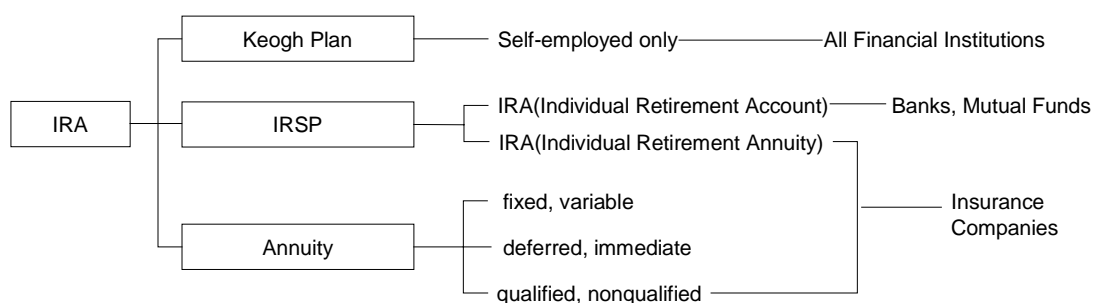 Keogh Plan
Self-employed only
All Financial Institutions
IRA
IRSP
IRA(Individual Retirement Account)
Banks, Mutual Funds
IRA(Individual Retirement Annuity)
Annuity
fixed, variable
deferred, immediate
qualified, nonqualified
Insurance
Companies